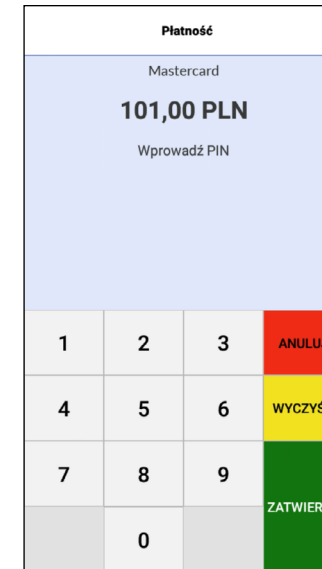 Płatność
Mastercard
101,00 PLN
Wprowadź PIN
1 2 3 ANULU
4 5 6 WYCZYŚ
7 8 9
ZATWIER
0